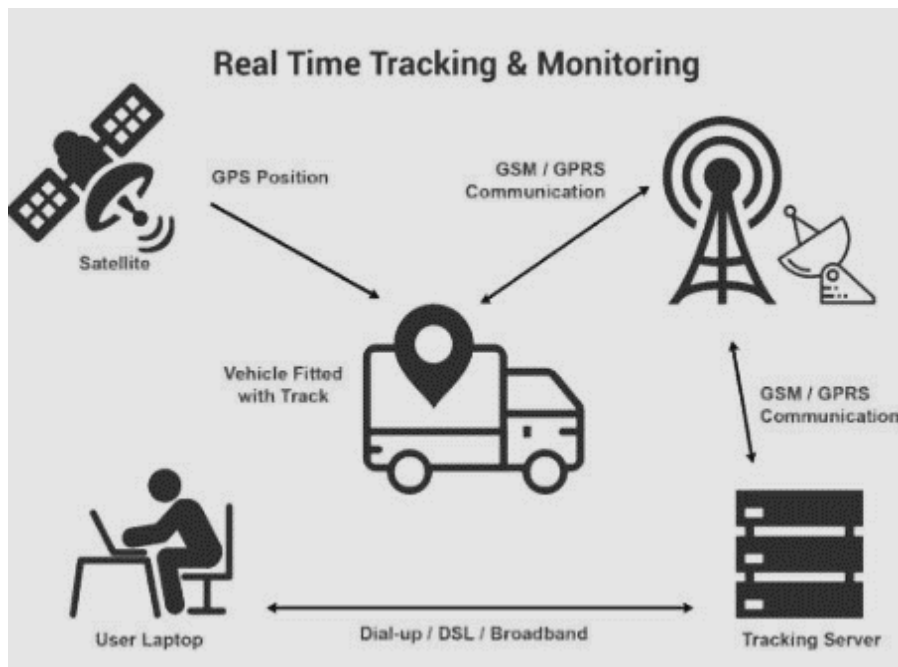 Real Time Tracking & Monitoring
GPS Position
GSM / GPRS
Communication
Satellite
Vehicle Fitted
with Track
GSM / GPRS
Communication
User Laptop
Dial-up / DSL / Broadband
Tracking Server